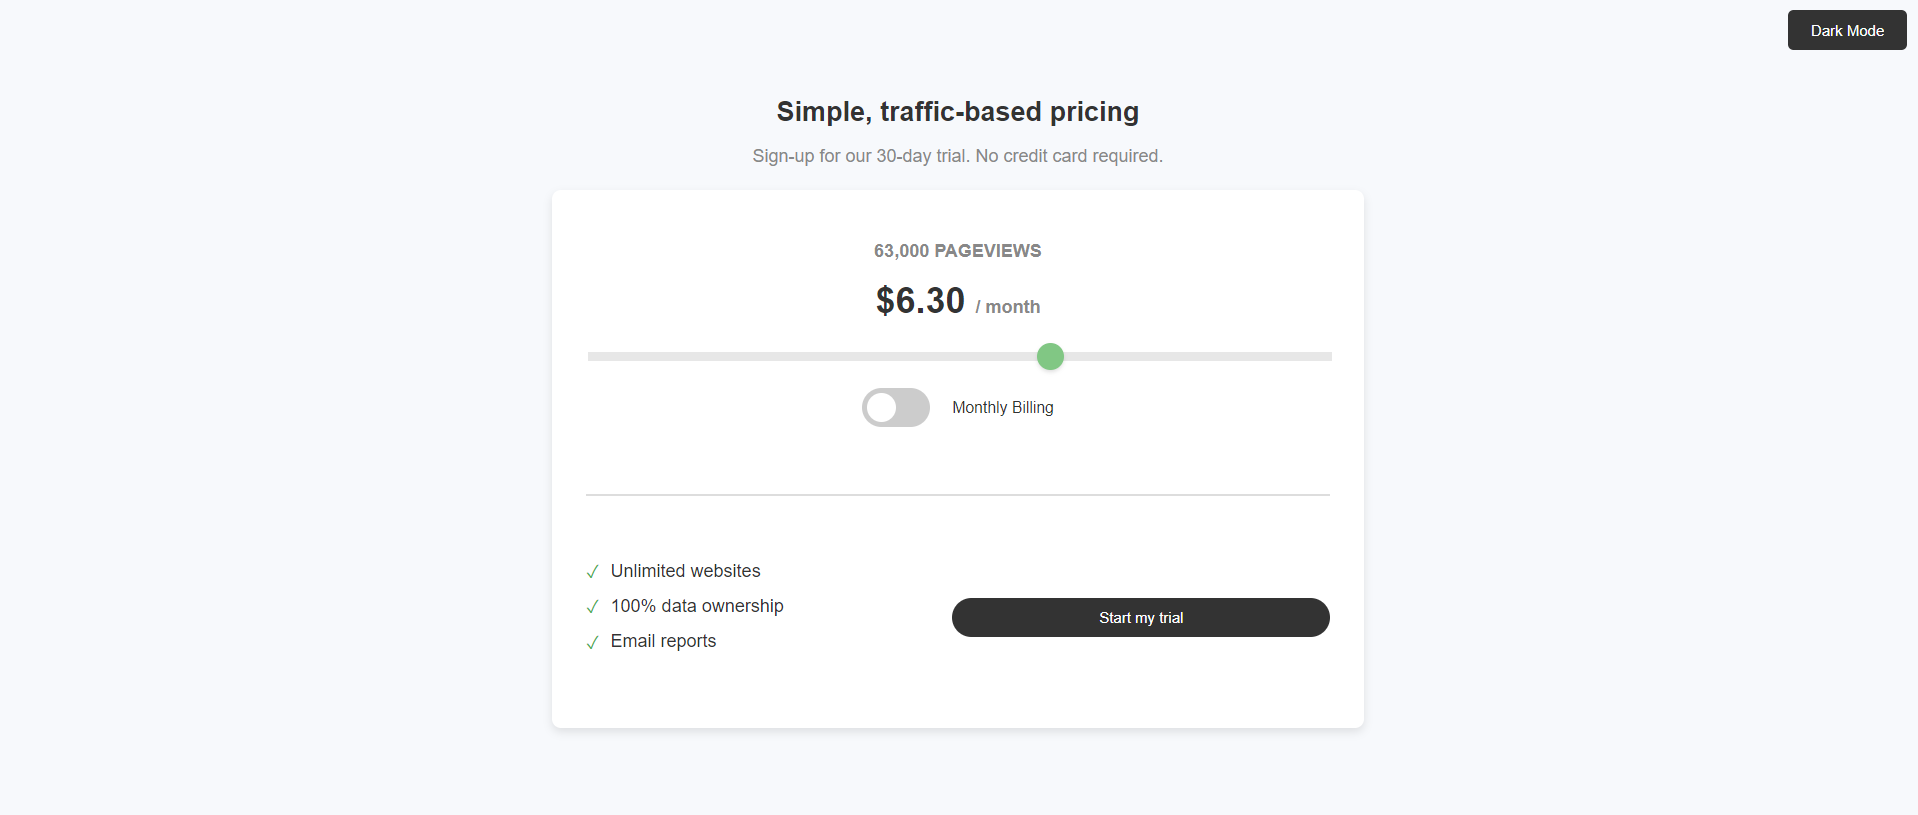 Dark Mode
Simple, traffic-based pricing
Sign-up for our 30-day trial. No credit card required.
63,000 PAGEVIEWS
$6.30 / month
Monthly Billing
✓ Unlimited websites
✓ 100% data ownership
✓ Email reports
Start my trial